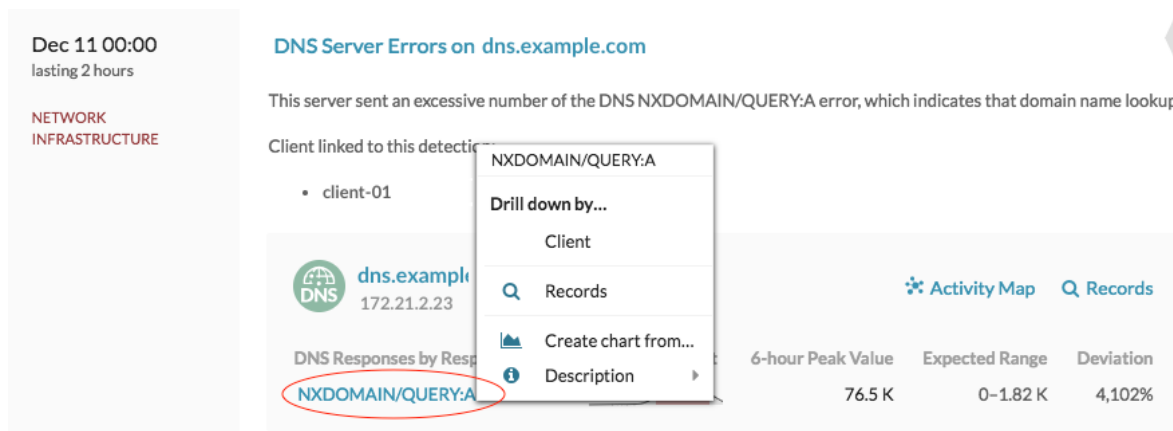 Dec 11 00:00
lasting 2 hours
NETWORK
INFRASTRUCTURE
DNS Server Errors on dns.example.com
This server sent an excessive number of the DNS NXDOMAIN/QUERY:A error, which indicates that domain name lookup
Client linked to this detection:
• client-01
NXDOMAIN/QUERY:A
Drill down by...
Client
Records
Create chart from...
Description
DNS
dns.example
172.21.2.23
Activity Map
Records
DNS Responses by Resp
6-hour Peak Value Expected Range Deviation
NXDOMAIN/QUERY:A
76.5 K 0–1.82 K 4,102%